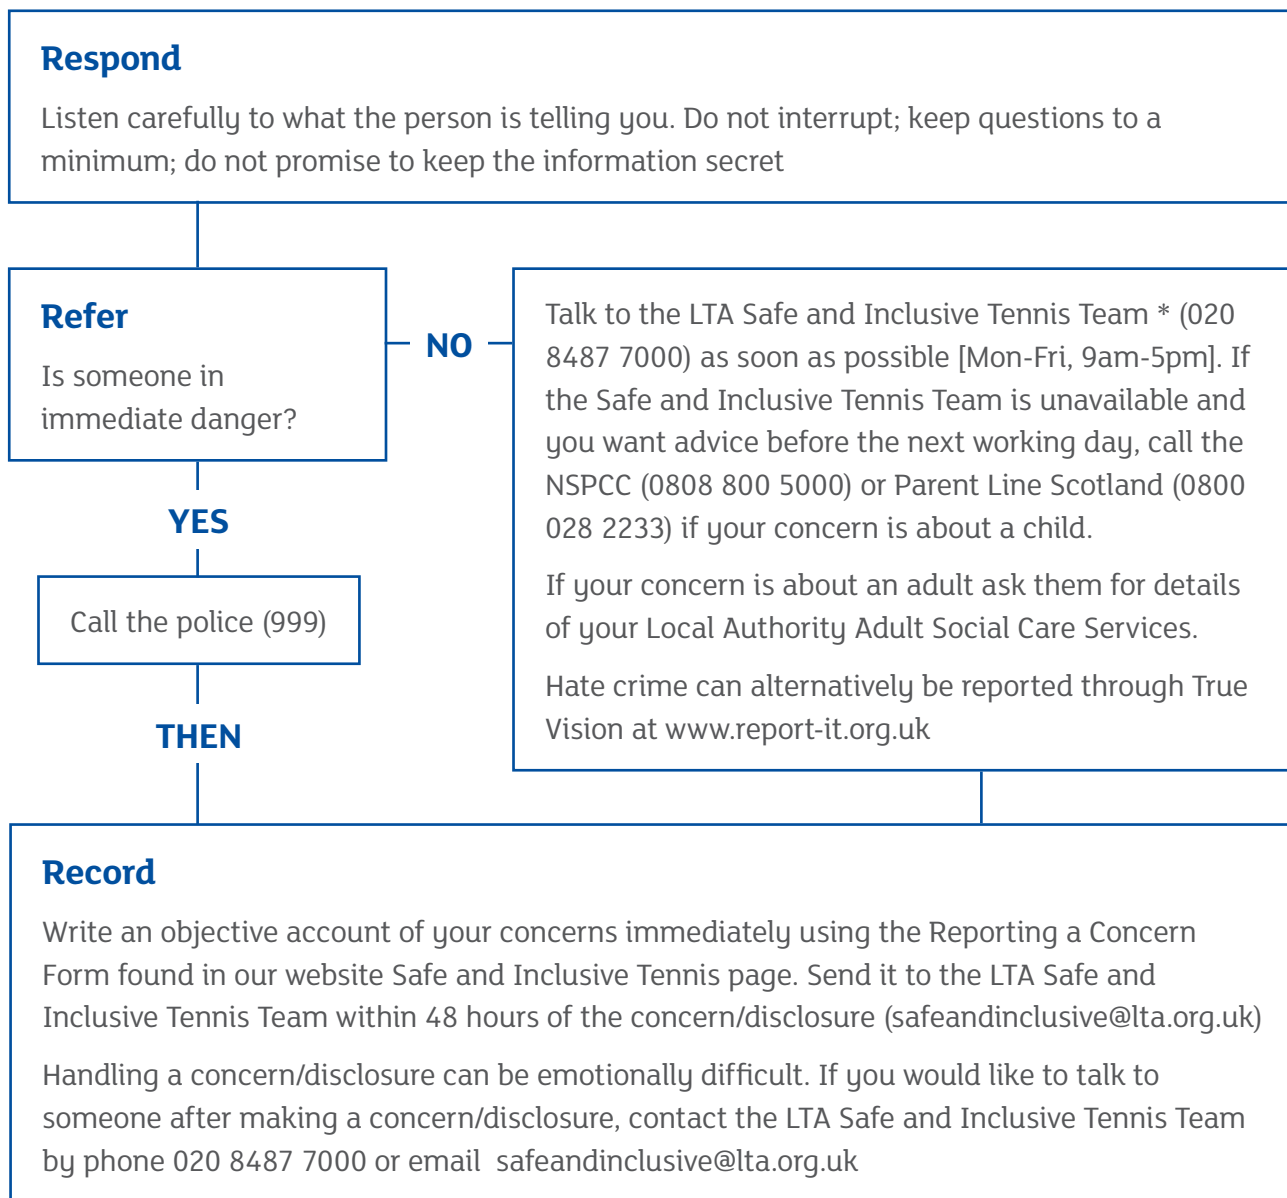 Respond
Listen carefully to what the person is telling you. Do not interrupt; keep questions to a
minimum; do not promise to keep the information secret
Refer
Is someone in
immediate danger?
NO
Talk to the LTA Safe and Inclusive Tennis Team * (020
8487 7000) as soon as possible [Mon-Fri, 9am-5pm]. If
the Safe and Inclusive Tennis Team is unavailable and
you want advice before the next working day, call the
NSPCC (0808 800 5000) or Parent Line Scotland (0800
028 2233) if your concern is about a child.
If your concern is about an adult ask them for details
of your Local Authority Adult Social Care Services.
Hate crime can alternatively be reported through True
Vision at www.report-it.org.uk
YES
Call the police (999)
THEN
Record
Write an objective account of your concerns immediately using the Reporting a Concern
Form found in our website Safe and Inclusive Tennis page. Send it to the LTA Safe and
Inclusive Tennis Team within 48 hours of the concern/disclosure (safeandinclusive@lta.org.uk)
Handling a concern/disclosure can be emotionally difficult. If you would like to talk to
someone after making a concern/disclosure, contact the LTA Safe and Inclusive Tennis Team
by phone 020 8487 7000 or email  safeandinclusive@lta.org.uk